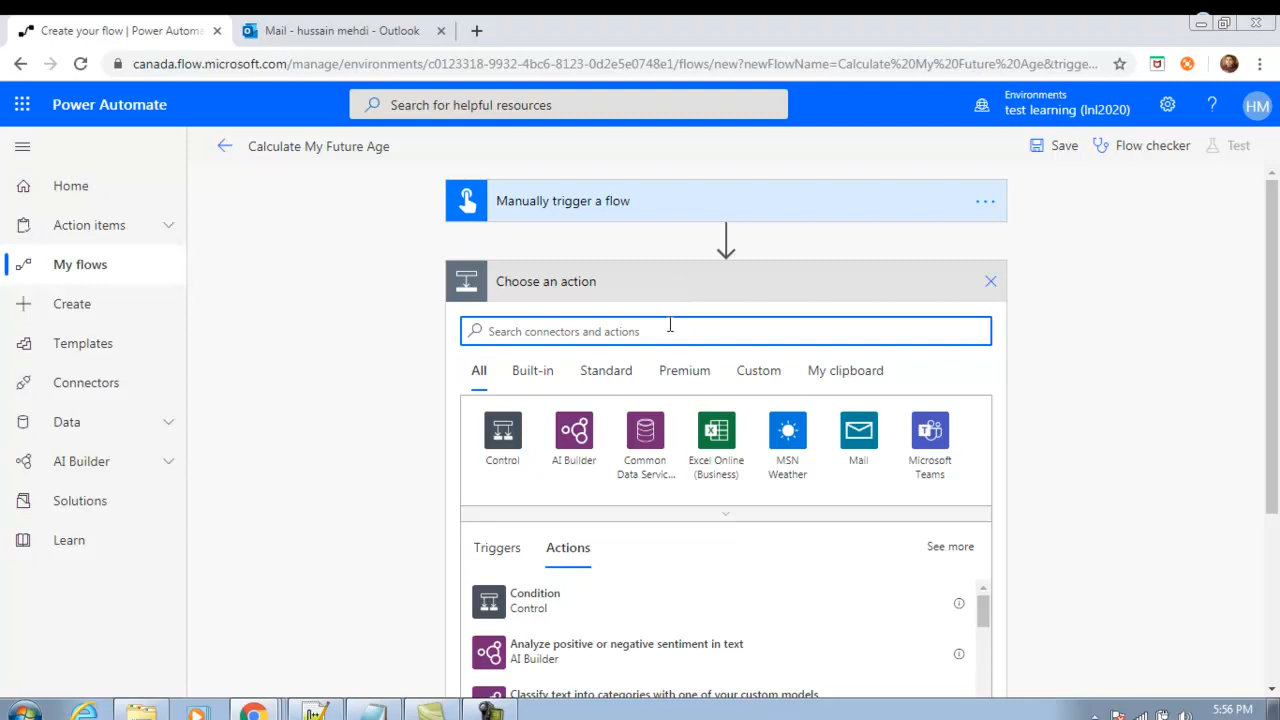 Create your flow | Power Automa
Mail - hussain mehdi - Outlook
canada.flow.microsoft.com/manage/environments/c0123318-9932-4bc6-8123-0d2e5e0748e1/flows/new?newFlowName=Calculate%20My%20Future%20Age&trigge...
Power Automate
Search for helpful resources
Environments
test learning (lnl2020)
HM
Calculate My Future Age
Save
Flow checker
Test
Home
Action items
My flows
Create
Templates
Connectors
Data
AI Builder
Solutions
Learn
Manually trigger a flow
Choose an action
Search connectors and actions
All Built-in Standard Premium Custom My clipboard
Control
AI Builder
Common
Data Servic...
Excel Online
(Business)
MSN
Weather
Mail
Microsoft
Teams
Triggers Actions See more
Condition
Control
Analyze positive or negative sentiment in text
AI Builder
Classify text into categories with one of your custom models
5:56 PM